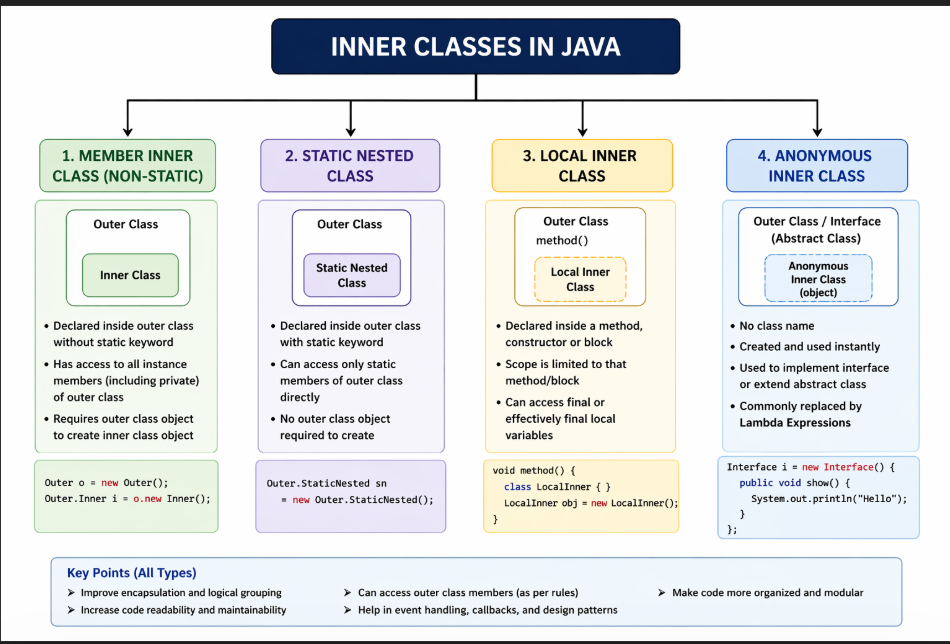 INNER CLASSES IN JAVA
1. MEMBER INNER
CLASS (NON-STATIC)
Outer Class
Inner Class
• Declared inside outer class
without static keyword
• Has access to all instance
members (including private)
of outer class
• Requires outer class object
to create inner class object
Outer o = new Outer();
Outer.Inner i = o.new Inner();
2. STATIC NESTED
CLASS
Outer Class
Static Nested
Class
• Declared inside outer class
with static keyword
• Can access only static
members of outer class
directly
• No outer class object
required to create
Outer.StaticNested sn
= new Outer.StaticNested();
3. LOCAL INNER
CLASS
Outer Class
method()
Local Inner
Class
• Declared inside a method,
constructor or block
• Scope is limited to that
method/block
• Can access final or
effectively final local
variables
void method() {
class LocalInner { }
LocalInner obj = new LocalInner();
}
4. ANONYMOUS
INNER CLASS
Outer Class / Interface
(Abstract Class)
Anonymous
Inner Class
(object)
• No class name
• Created and used instantly
• Used to implement interface
or extend abstract class
• Commonly replaced by
Lambda Expressions
Interface i = new Interface() {
public void show() {
System.out.println("Hello");
}
};
Key Points (All Types)
➢ Improve encapsulation and logical grouping
➢ Increase code readability and maintainability
➢ Can access outer class members (as per rules)
➢ Help in event handling, callbacks, and design patterns
➢ Make code more organized and modular